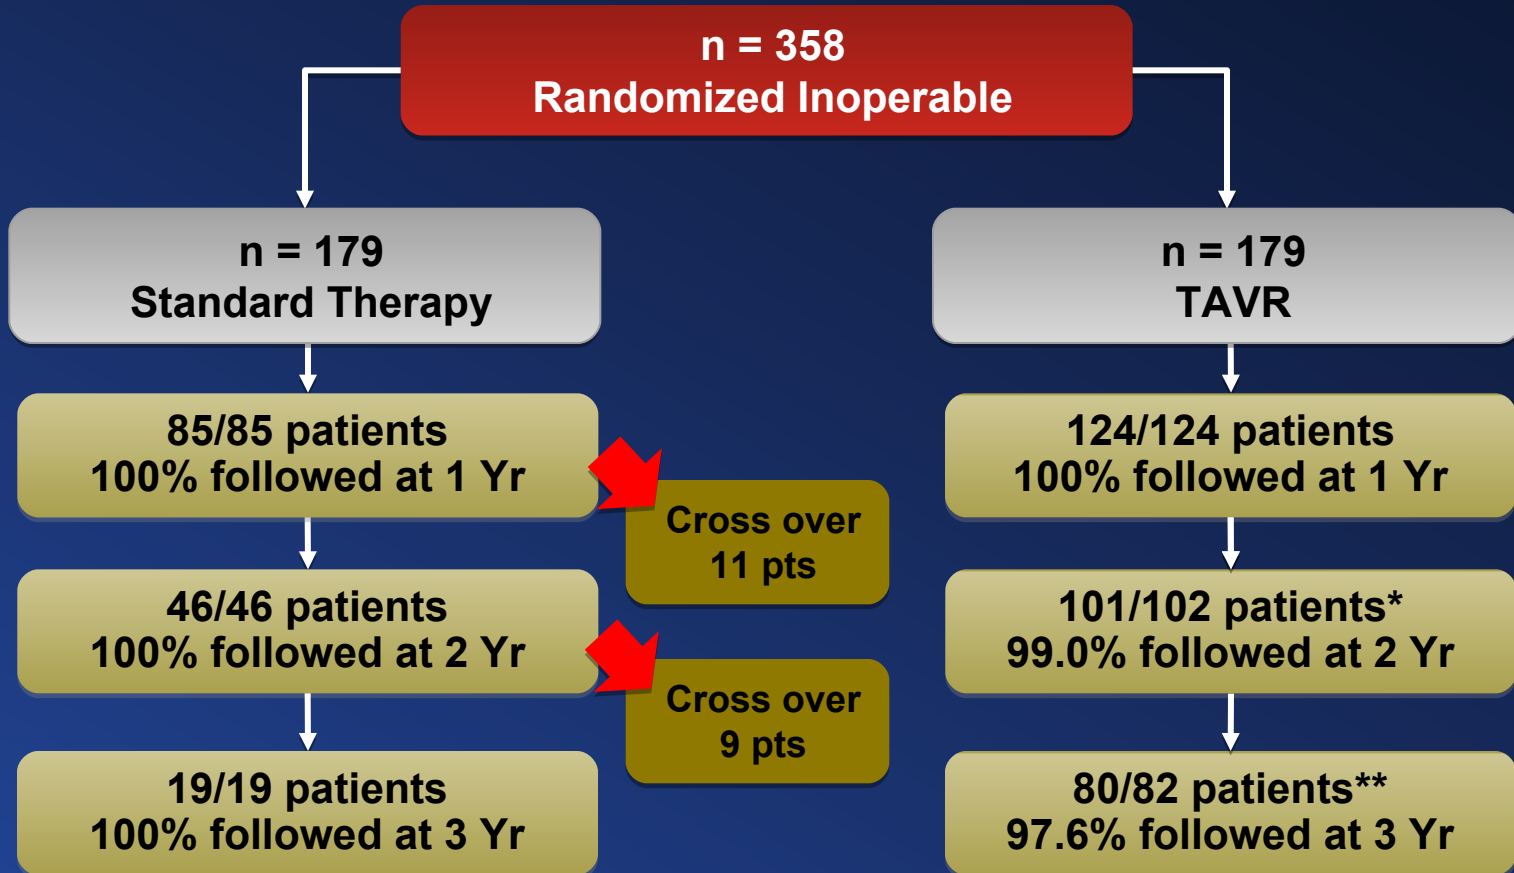 n = 358
Randomized Inoperable
n = 179
Standard Therapy
n = 179
TAVR
85/85 patients
100% followed at 1 Yr
124/124 patients
100% followed at 1 Yr
Cross over
11 pts
46/46 patients
100% followed at 2 Yr
101/102 patients*
99.0% followed at 2 Yr
Cross over
9 pts
19/19 patients
100% followed at 3 Yr
80/82 patients**
97.6% followed at 3 Yr